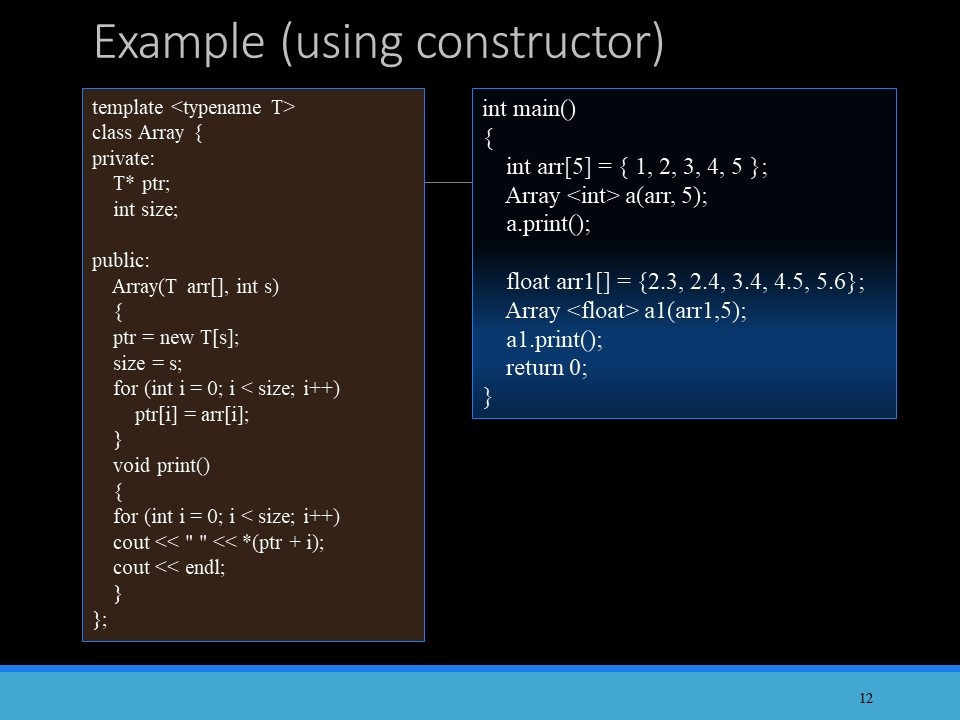 Example (using constructor)
template <typename T>
class Array {
private:
T* ptr;
int size;
public:
Array(T arr[], int s)
{
ptr = new T[s];
size = s;
for (int i = 0; i < size; i++)
ptr[i] = arr[i];
}
void print()
{
for (int i = 0; i < size; i++)
cout << " " << *(ptr + i);
cout << endl;
}
};
int main()
{
int arr[5] = { 1, 2, 3, 4, 5 };
Array <int> a(arr, 5);
a.print();
float arr1[] = {2.3, 2.4, 3.4, 4.5, 5.6};
Array <float> a1(arr1,5);
a1.print();
return 0;
}
12